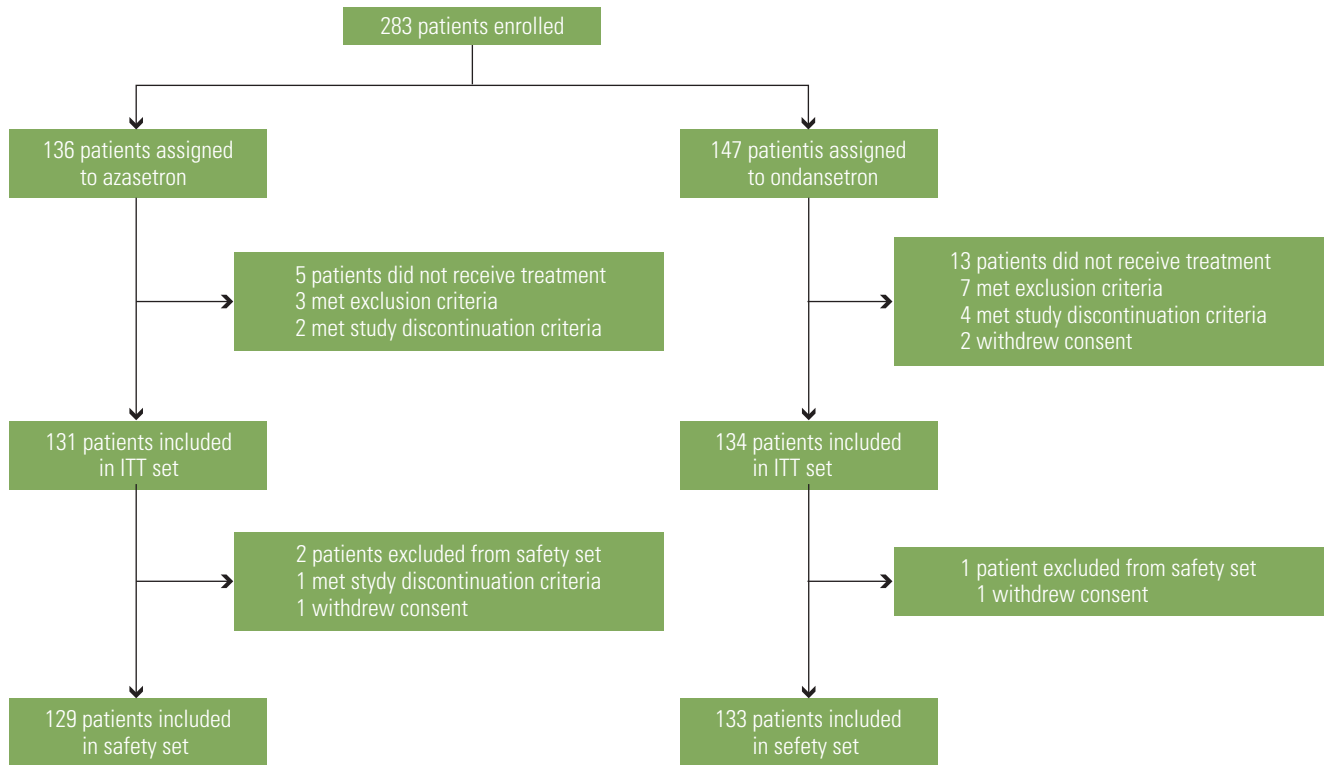 283 patients enrolled
136 patients assigned
to azasetron
147 patientis assigned
to ondansetron
5 patients did not receive treatment
3 met exclusion criteria
2 met study discontinuation criteria
13 patients did not receive treatment
7 met exclusion criteria
4 met study discontinuation criteria
2 withdrew consent
131 patients included
in ITT set
134 patients included
in ITT set
2 patients excluded from safety set
1 met stydy discontinuation criteria
1 withdrew consent
1 patient excluded from safety set
1 withdrew consent
129 patients included
in safety set
133 patients included
in sefety set